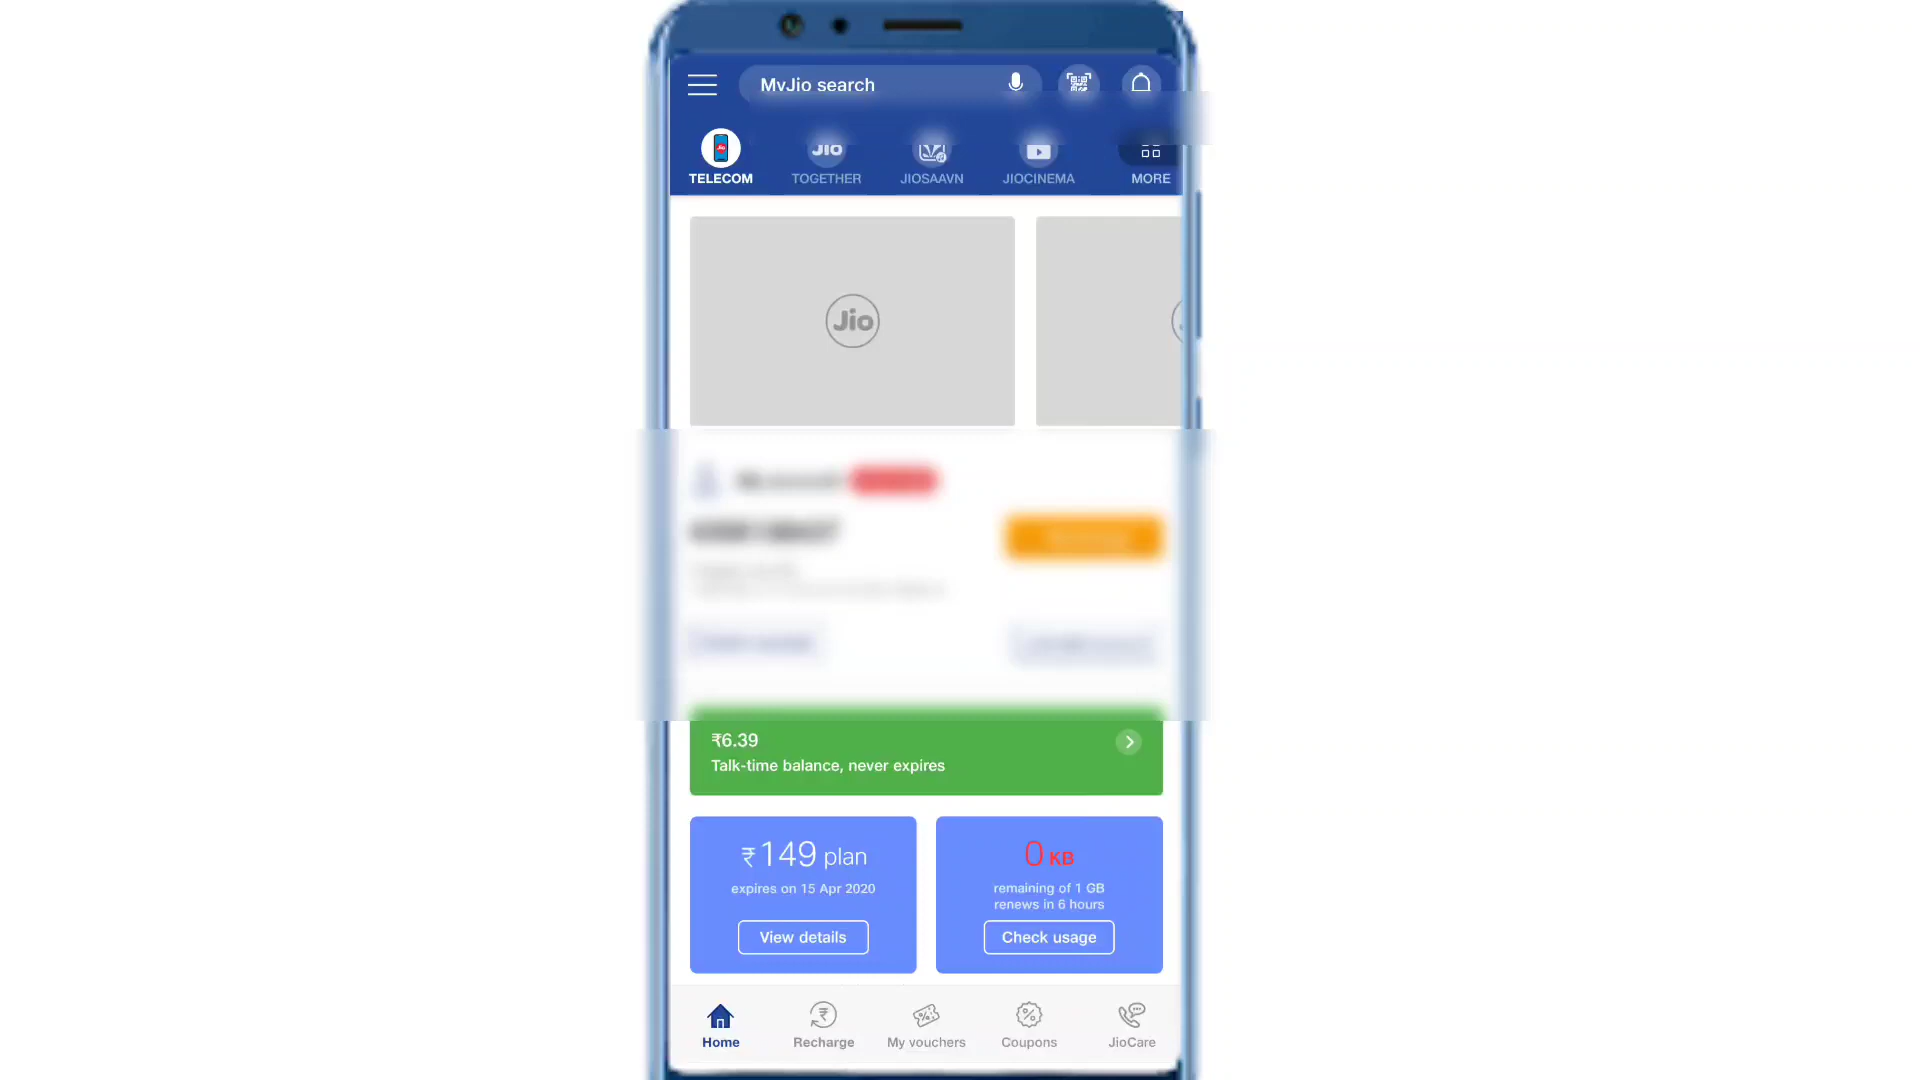 MyJio search
TELECOM
Jio
TOGETHER
JIOSAAVN
JIOCINEMA
MORE
Jio
₹6.39
Talk-time balance, never expires
₹149 plan
expires on 15 Apr 2020
View details
0 KB
remaining of 1 GB
renews in 6 hours
Check usage
Home
Recharge
My vouchers
Coupons
JioCare